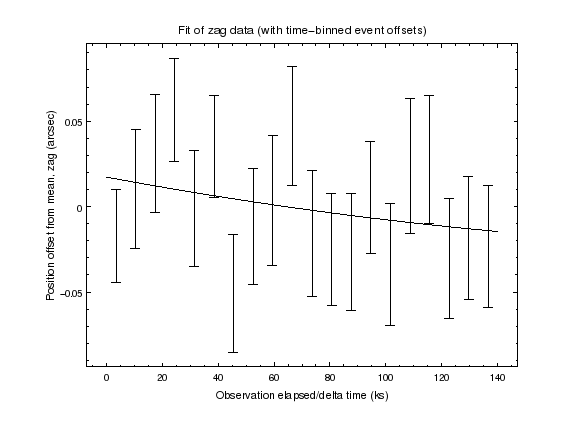 Fit of zag data (with time-binned event offsets)
Position offset from mean, zag (arcsec)
0.05
0
-0.05
0 20 40 60 80 100 120 140
Observation elapsed/delta time (ks)